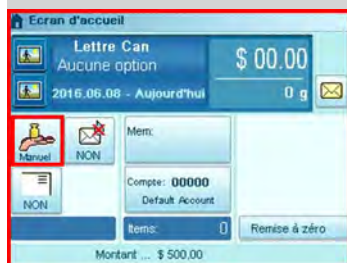 Ecran d'accueil
Lettre Can
Aucune option
$ 00.00
2016.06.08 - Aujourd'hui
0 g
Manuel
NON
Mem:
NON
Compte: 00000
Default Account
Items: 0
Remise à zéro
Montant ... $ 500.00